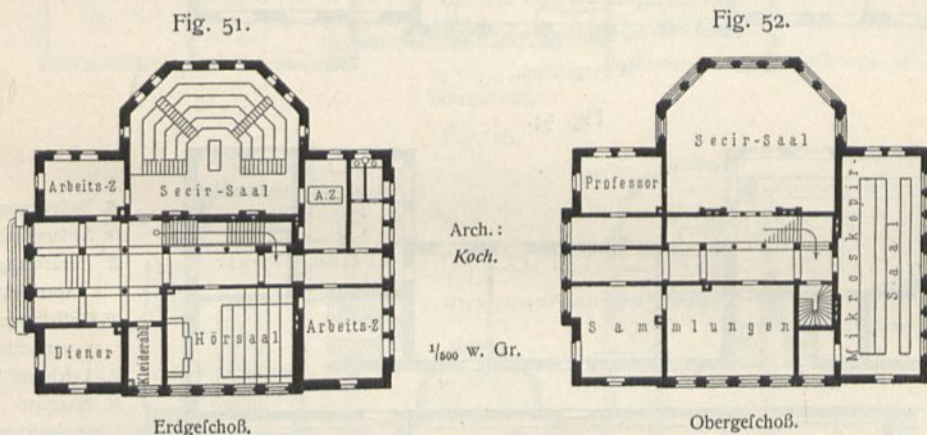 Fig. 51.
Fig. 52.
Secir-Saal
Arbeits-Z
A.Z.
Diener
Kleiderabl.
Hörsaal
Arbeits-Z
Arch.:
Koch.
1/500 w. Gr.
Secir-Saal
Professor
Sammlungen
Mikroskopir-
Saal
Erdgeſchoß.
Obergeſchoß.